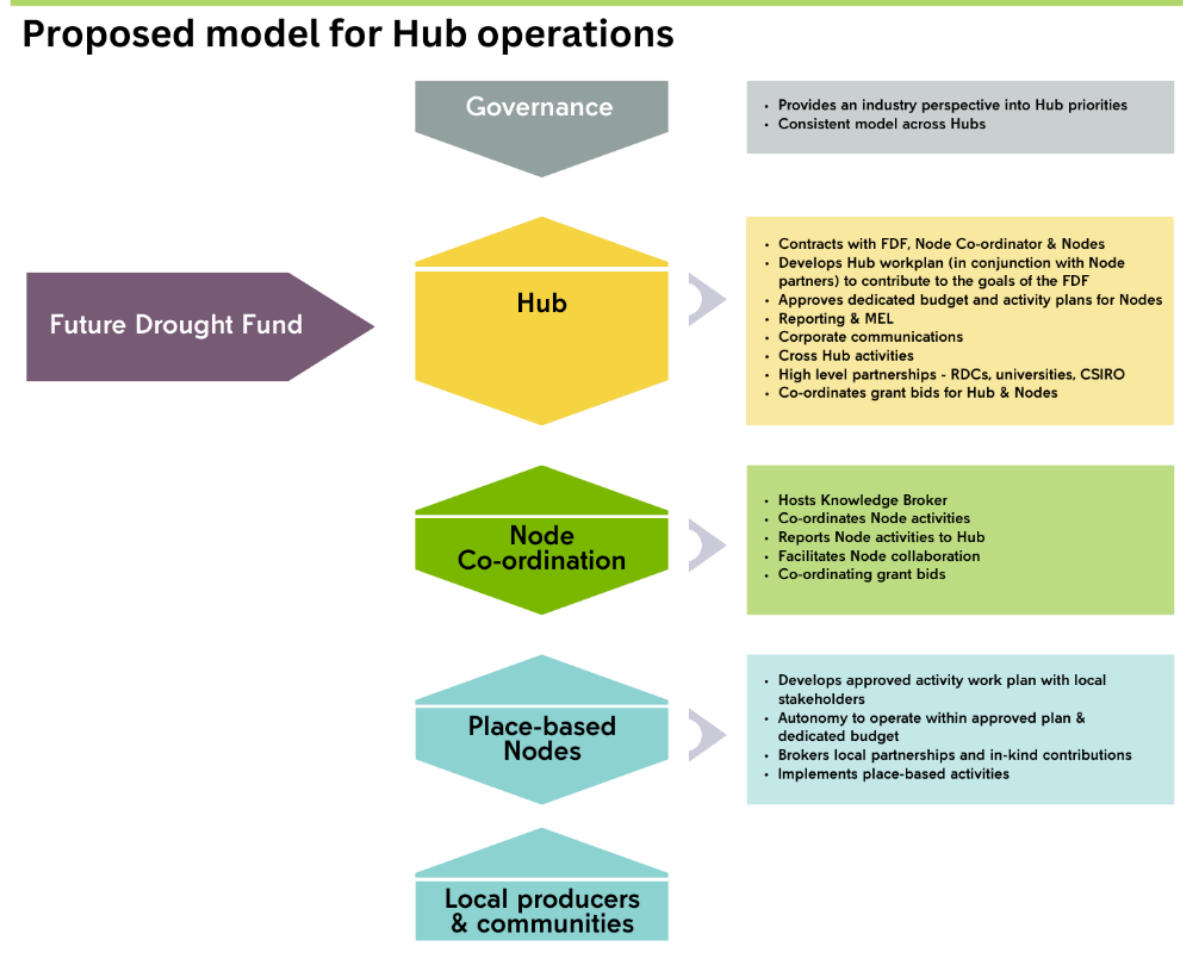 Proposed model for Hub operations
Governance
• Provides an industry perspective into Hub priorities
• Consistent model across Hubs
Future Drought Fund
Hub
• Contracts with FDF, Node Co-ordinator & Nodes
• Develops Hub workplan (in conjunction with Node
partners) to contribute to the goals of the FDF
• Approves dedicated budget and activity plans for Nodes
• Reporting & MEL
• Corporate communications
• Cross Hub activities
• High level partnerships - RDCs, universities, CSIRO
• Co-ordinates grant bids for Hub & Nodes
Node
Co-ordination
• Hosts Knowledge Broker
• Co-ordinates Node activities
• Reports Node activities to Hub
• Facilitates Node collaboration
• Co-ordinating grant bids
Place-based
Nodes
• Develops approved activity work plan with local
stakeholders
• Autonomy to operate within approved plan &
dedicated budget
• Brokers local partnerships and in-kind contributions
• Implements place-based activities
Local producers
& communities